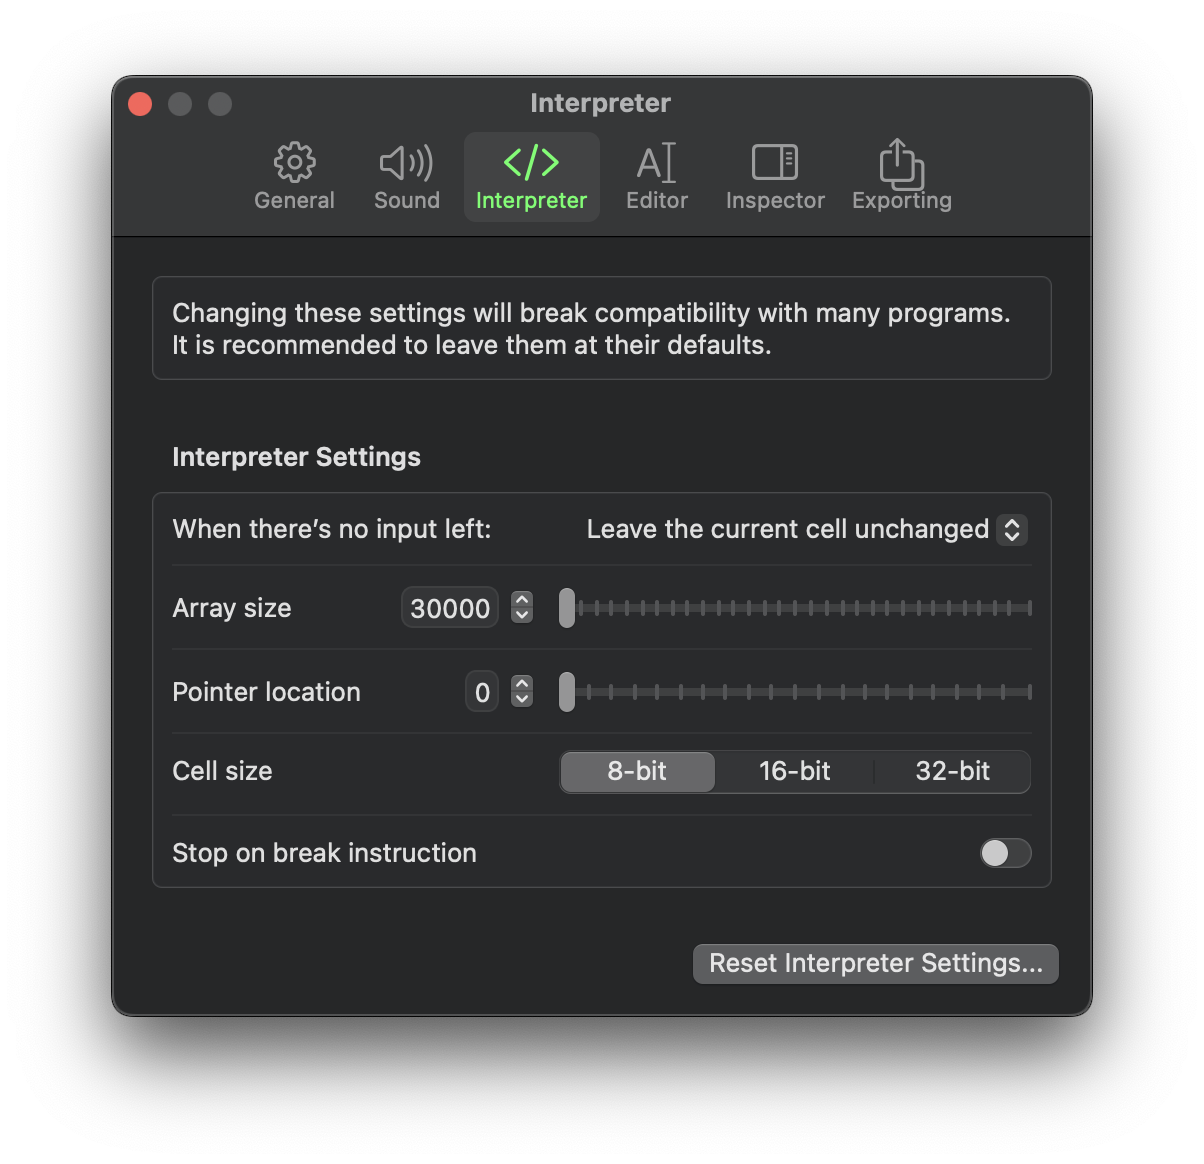 Interpreter
General Sound Interpreter Editor Inspector Exporting
Changing these settings will break compatibility with many programs.
It is recommended to leave them at their defaults.
Interpreter Settings
When there’s no input left: Leave the current cell unchanged
Array size 30000
Pointer location 0
Cell size 8-bit 16-bit 32-bit
Stop on break instruction
Reset Interpreter Settings...